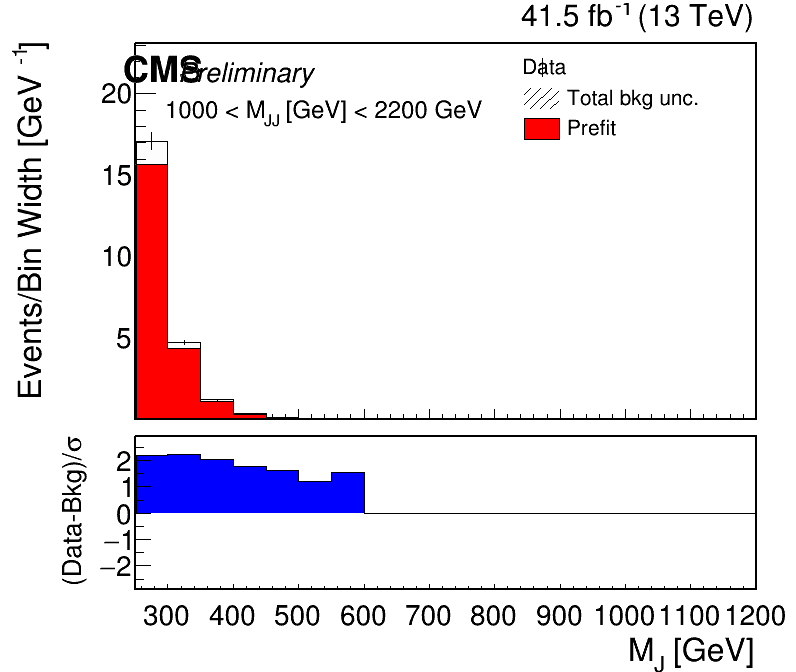 41.5 fb-1 (13 TeV)
CMS Preliminary
1000 < MJJ [GeV] < 2200 GeV
Data
Total bkg unc.
Prefit
Events/Bin Width [GeV-1]
20
15
10
5
(Data-Bkg)/σ
2
1
0
−1
−2
300 400 500 600 700 800 900 1000 1100 1200
MJ [GeV]